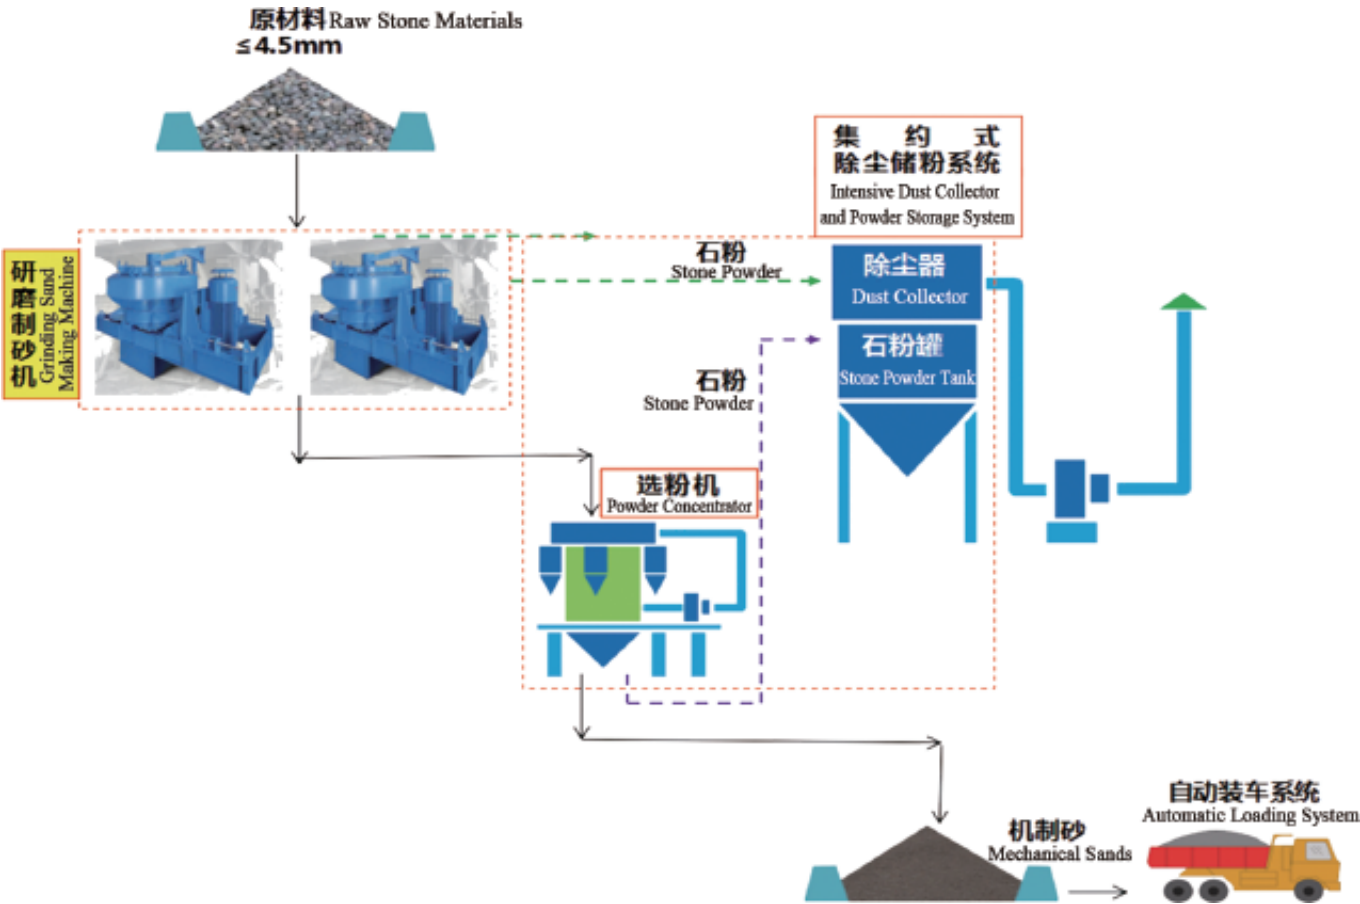 原材料 Raw Stone Materials
≤4.5mm
集 约 式
除尘储粉系统
Intensive Dust Collector
and Powder Storage System
研磨制砂机
Grinding Sand
Making Machine
石粉
Stone Powder
除尘器
Dust Collector
石粉罐
Stone Powder Tank
石粉
Stone Powder
选粉机
Powder Concentrator
自动装车系统
Automatic Loading System
机制砂
Mechanical Sands